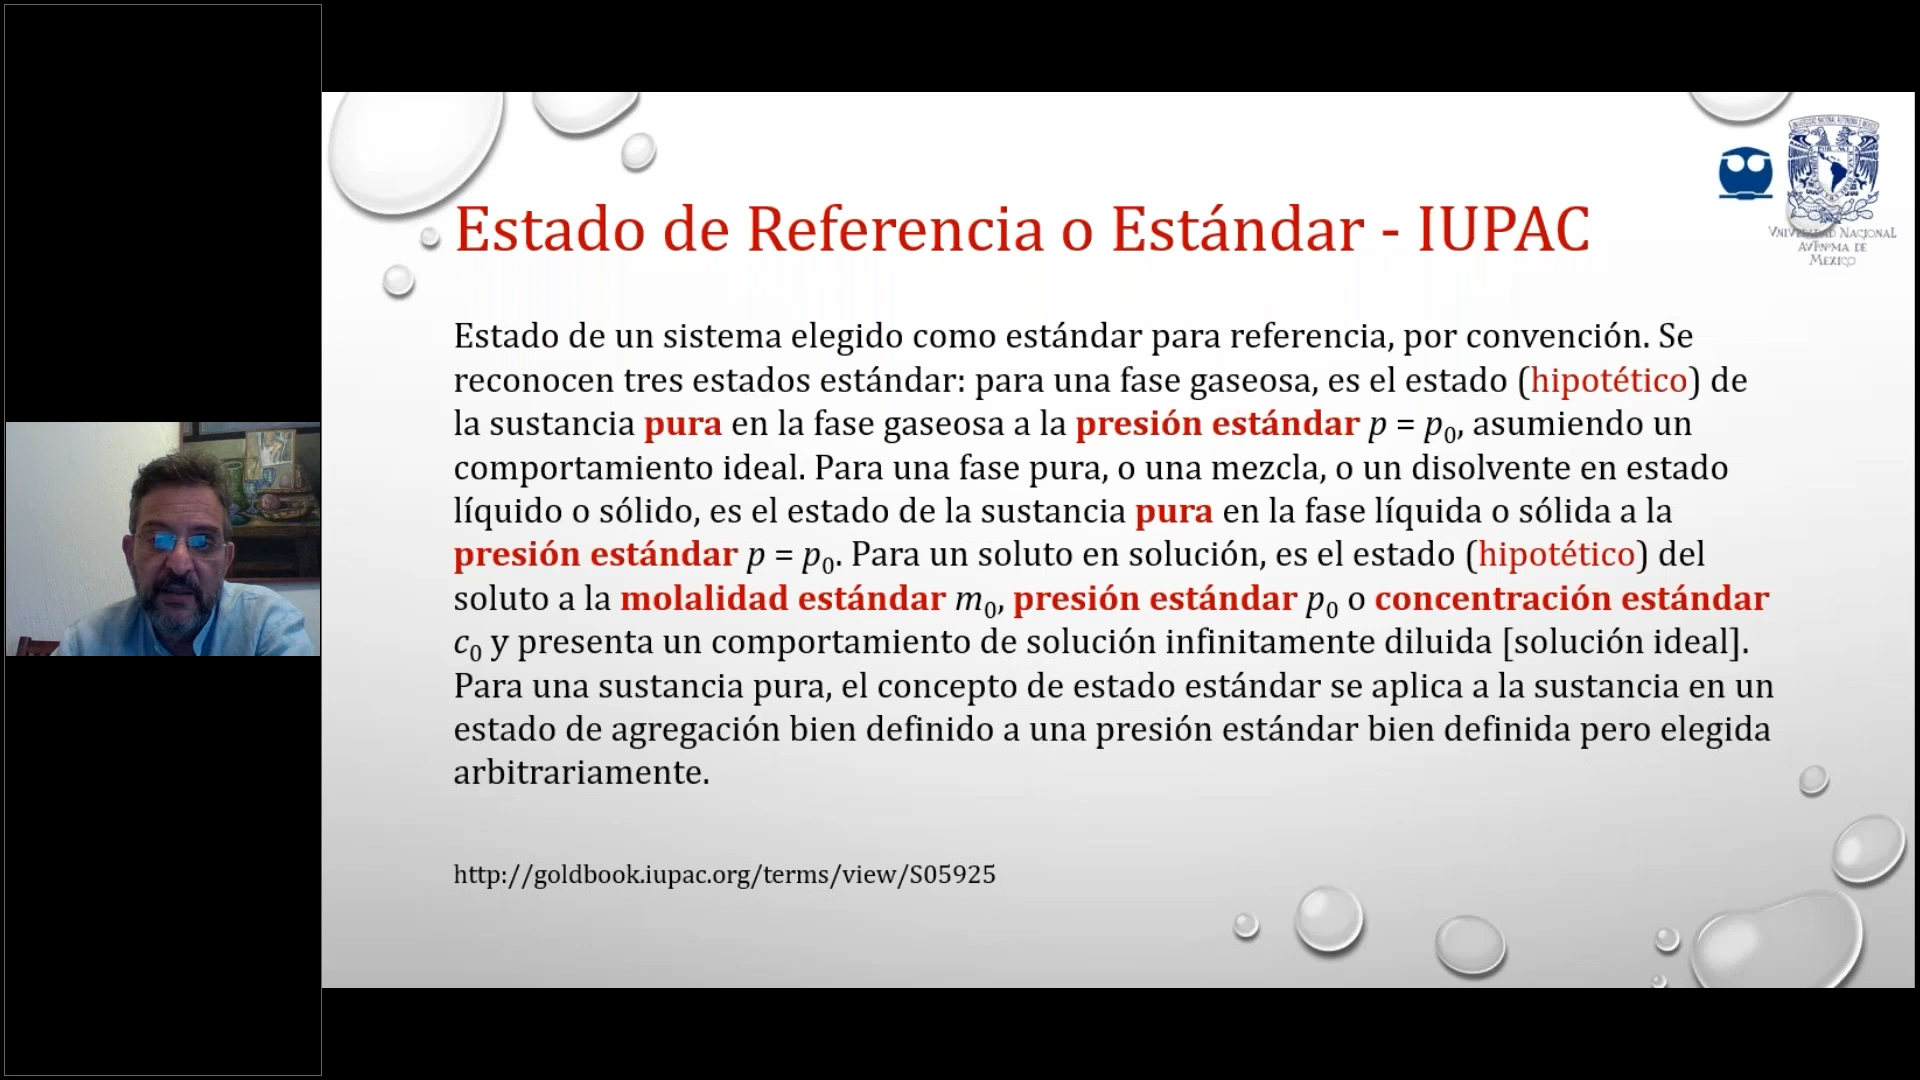 Estado de Referencia o Estándar - IUPAC
VNIVERSIDAD NACIONAL
AVTNºMA DE
MEXICO
Estado de un sistema elegido como estándar para referencia, por convención. Se
reconocen tres estados estándar: para una fase gaseosa, es el estado (hipotético) de
la sustancia pura en la fase gaseosa a la presión estándar p = p₀, asumiendo un
comportamiento ideal. Para una fase pura, o una mezcla, o un disolvente en estado
líquido o sólido, es el estado de la sustancia pura en la fase líquida o sólida a la
presión estándar p = p₀. Para un soluto en solución, es el estado (hipotético) del
soluto a la molalidad estándar m₀, presión estándar p₀ o concentración estándar
c₀ y presenta un comportamiento de solución infinitamente diluida [solución ideal].
Para una sustancia pura, el concepto de estado estándar se aplica a la sustancia en un
estado de agregación bien definido a una presión estándar bien definida pero elegida
arbitrariamente.
http://goldbook.iupac.org/terms/view/S05925